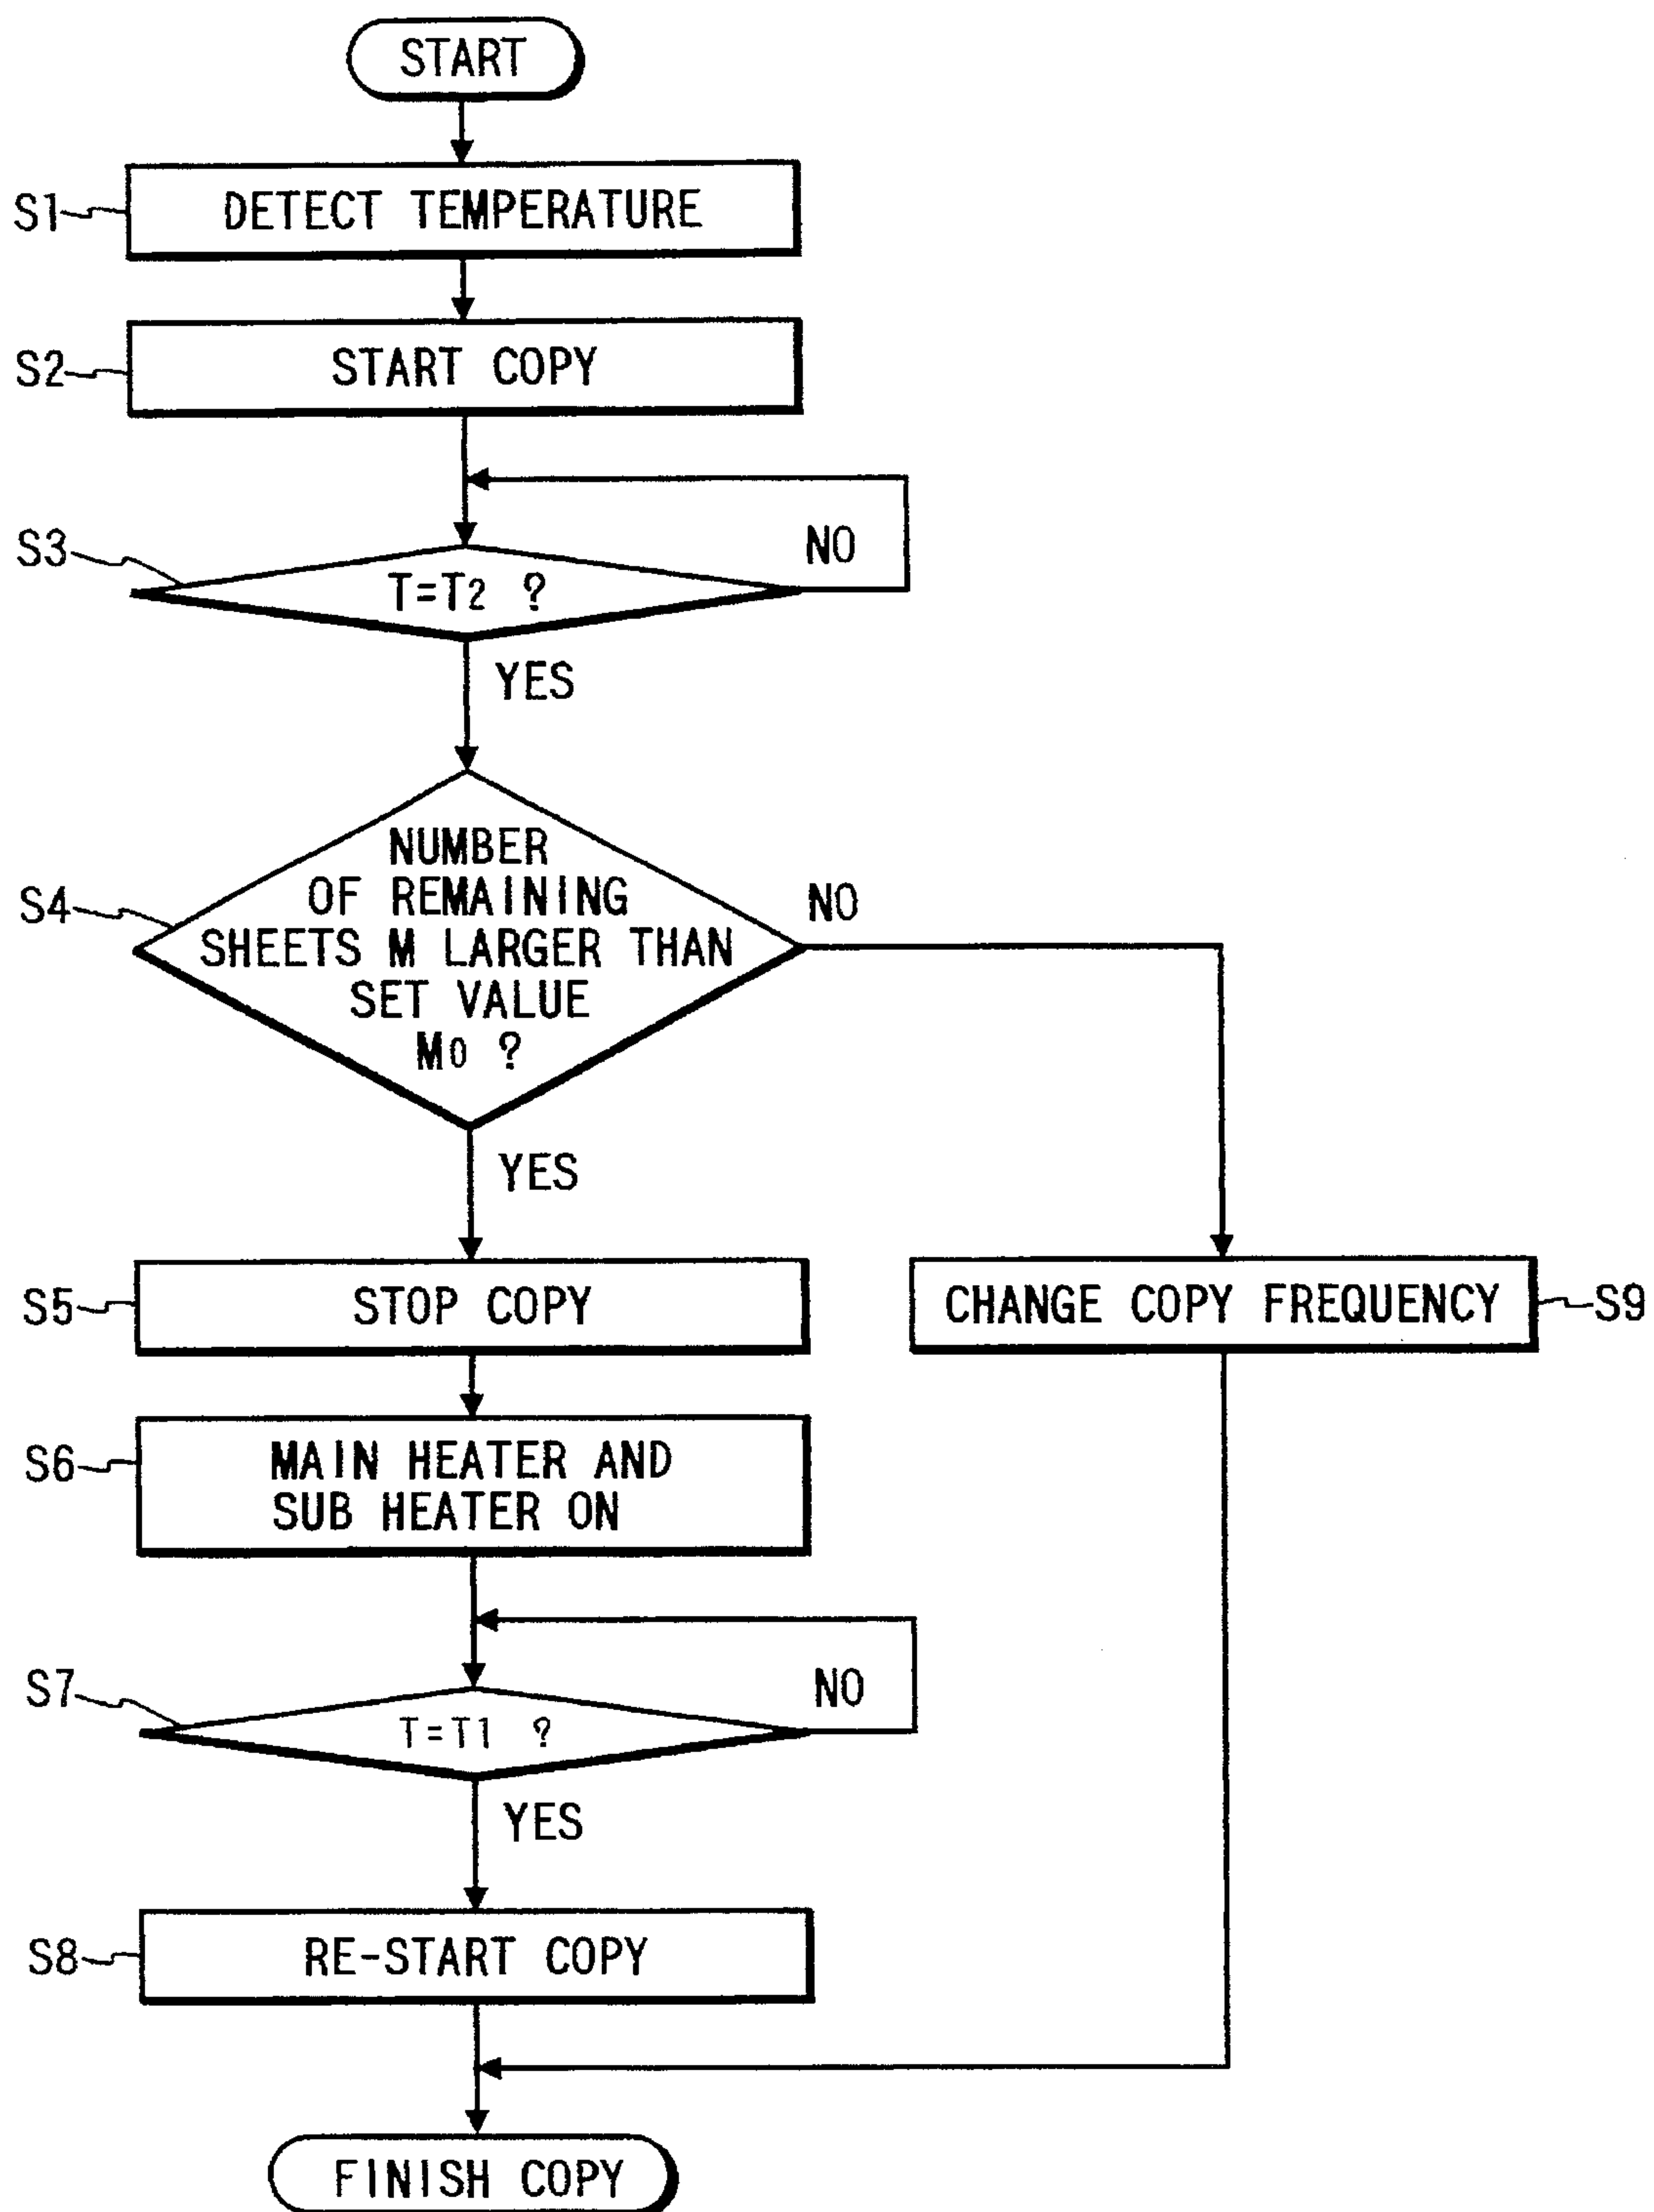 START
S1
DETECT TEMPERATURE
S2
START COPY
S3
T=T2 ?
NO
YES
S4
NUMBER
OF REMAINING
SHEETS M LARGER THAN
SET VALUE
M0 ?
NO
YES
S5
STOP COPY
CHANGE COPY FREQUENCY
S9
S6
MAIN HEATER AND
SUB HEATER ON
S7
T=T1 ?
NO
YES
S8
RE-START COPY
FINISH COPY